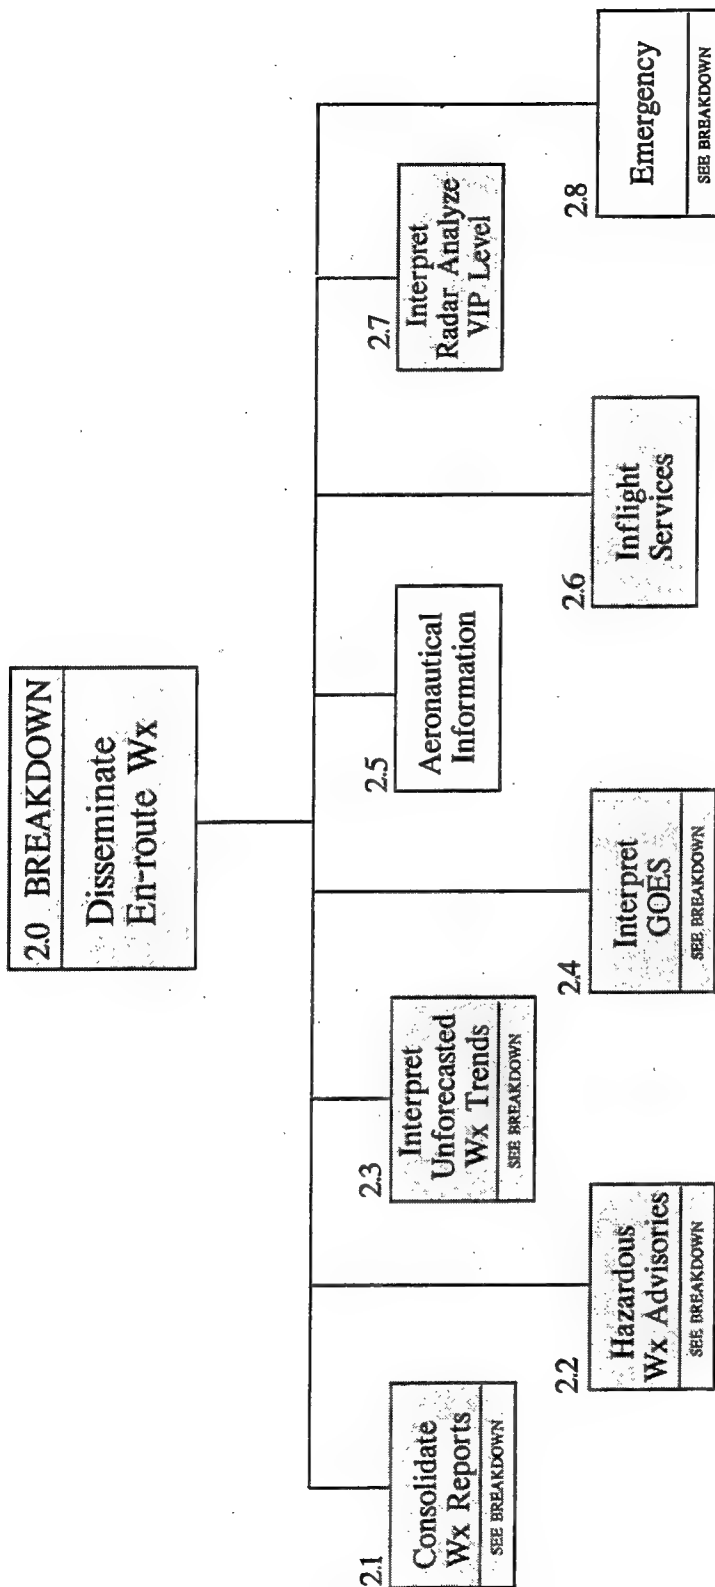 2.0 BREAKDOWN
Disseminate
En-route Wx
2.1
Consolidate
Wx Reports
SEE BREAKDOWN
2.2
Hazardous
Wx Advisories
SEE BREAKDOWN
2.3
Interpret
Unforecasted
Wx Trends
SEE BREAKDOWN
2.4
Interpret
GOES
SEE BREAKDOWN
2.5
Aeronautical
Information
2.6
Inflight
Services
2.7
Interpret
Radar Analyze
VIP Level
2.8
Emergency
SEE BREAKDOWN